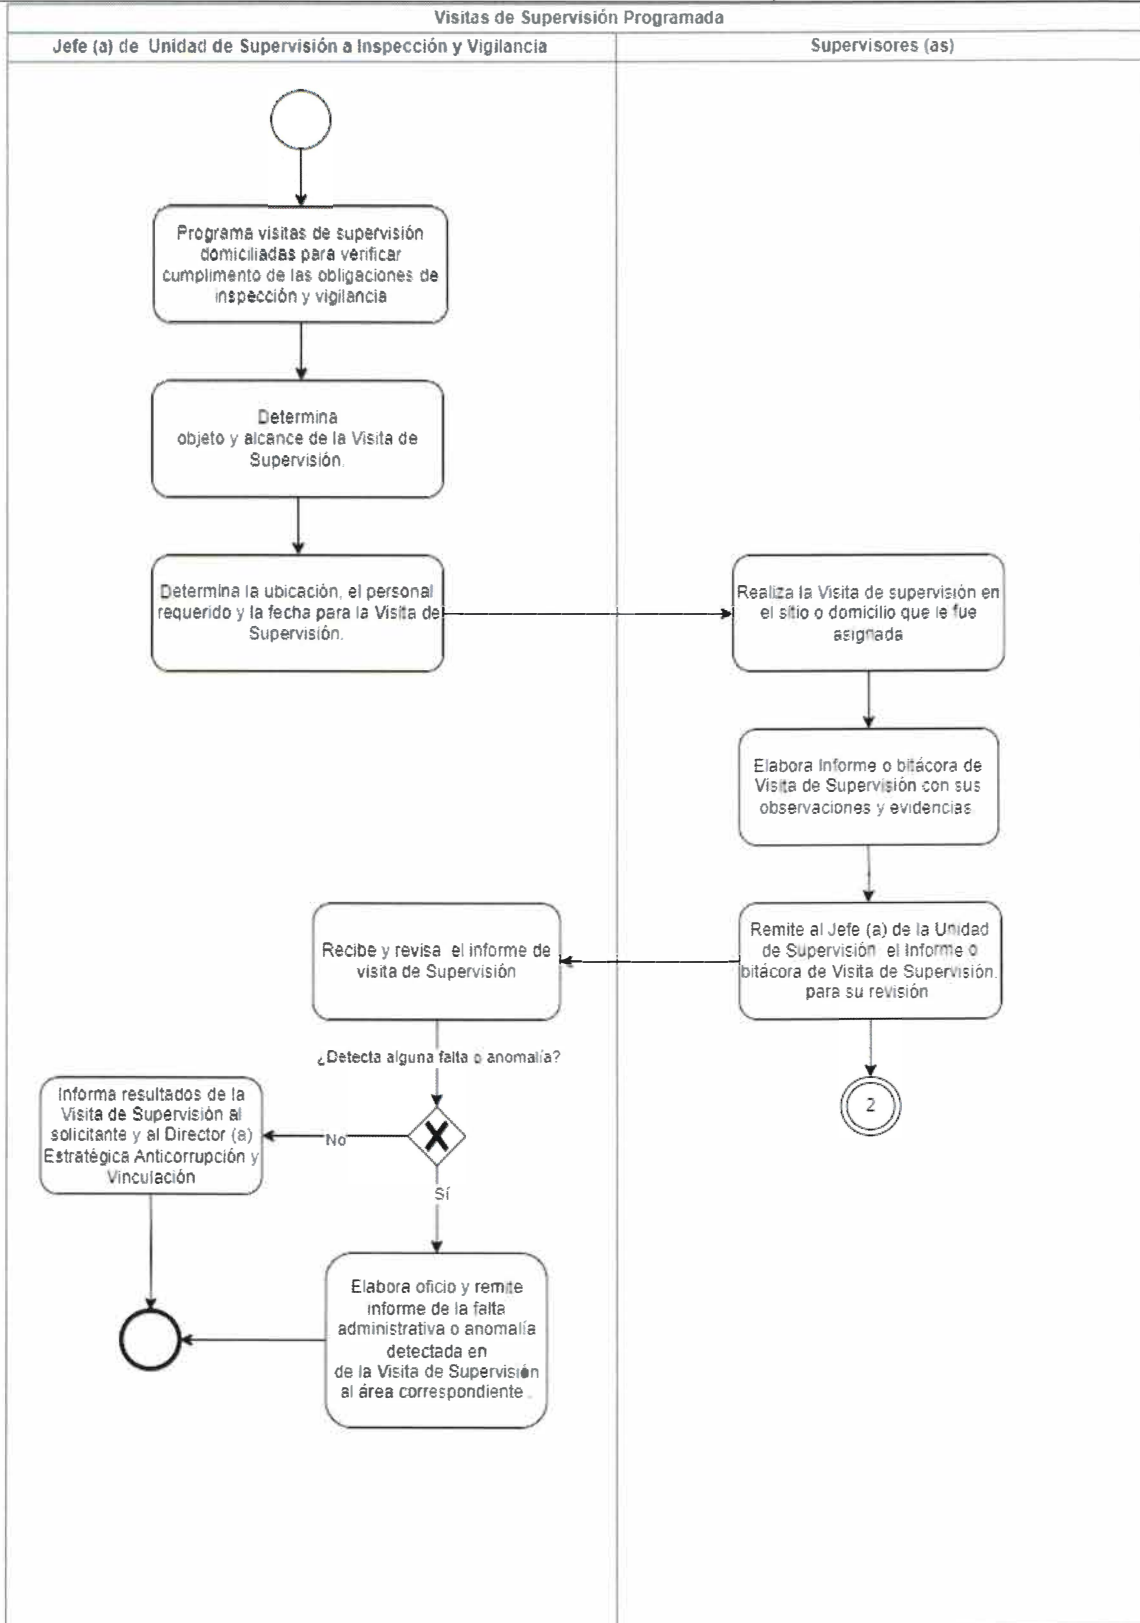 Visitas de Supervisión Programada
Jefe (a) de Unidad de Supervisión a Inspección y Vigilancia
Supervisores (as)
Programa visitas de supervisión
domiciliadas para verificar
cumplimento de las obligaciones de
inspección y vigilancia
Determina
objeto y alcance de la Visita de
Supervisión.
Determina la ubicación, el personal
requerido y la fecha para la Visita de
Supervisión.
Realiza la Visita de supervisión en
el sitio o domicilio que le fue
asignada
Elabora Informe o bitácora de
Visita de Supervisión con sus
observaciones y evidencias
Remite al Jefe (a) de la Unidad
de Supervisión el Informe o
bitácora de Visita de Supervisión.
para su revisión
2
Recibe y revisa el informe de
visita de Supervisión
¿Detecta alguna falta o anomalía?
No
Sí
Informa resultados de la
Visita de Supervisión al
solicitante y al Director (a)
Estratégica Anticorrupción y
Vinculación
Elabora oficio y remite
informe de la falta
administrativa o anomalía
detectada en
de la Visita de Supervisión
al área correspondiente .